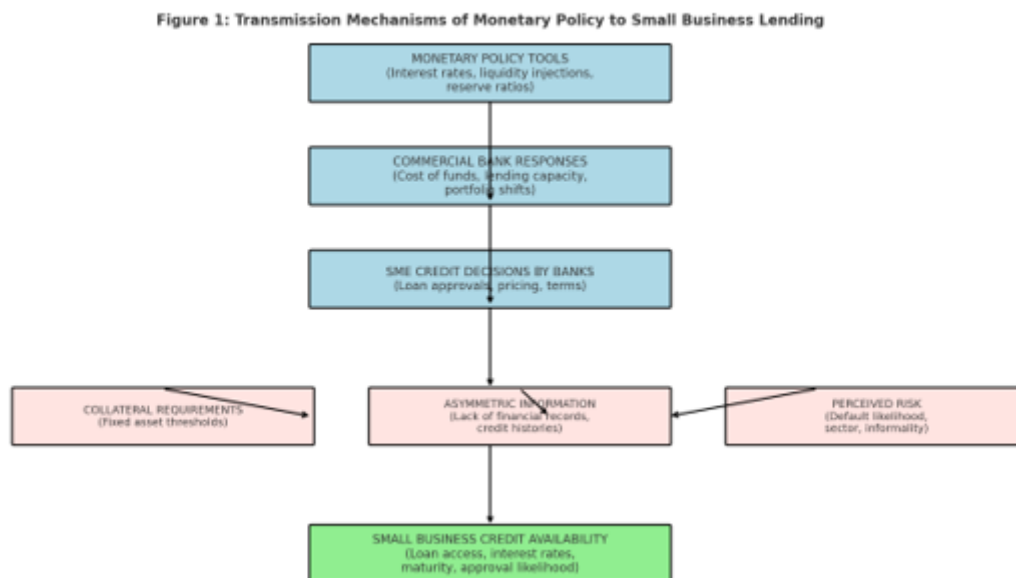 Figure 1: Transmission Mechanisms of Monetary Policy to Small Business Lending
MONETARY POLICY TOOLS
(Interest rates, liquidity injections,
reserve ratios)
COMMERCIAL BANK RESPONSES
(Cost of funds, lending capacity,
portfolio shifts)
SME CREDIT DECISIONS BY BANKS
(Loan approvals, pricing, terms)
COLLATERAL REQUIREMENTS
(Fixed asset thresholds)
ASYMMETRIC INFORMATION
(Lack of financial records,
credit histories)
PERCEIVED RISK
(Default likelihood,
sector, informality)
SMALL BUSINESS CREDIT AVAILABILITY
(Loan access, interest rates,
maturity, approval likelihood)